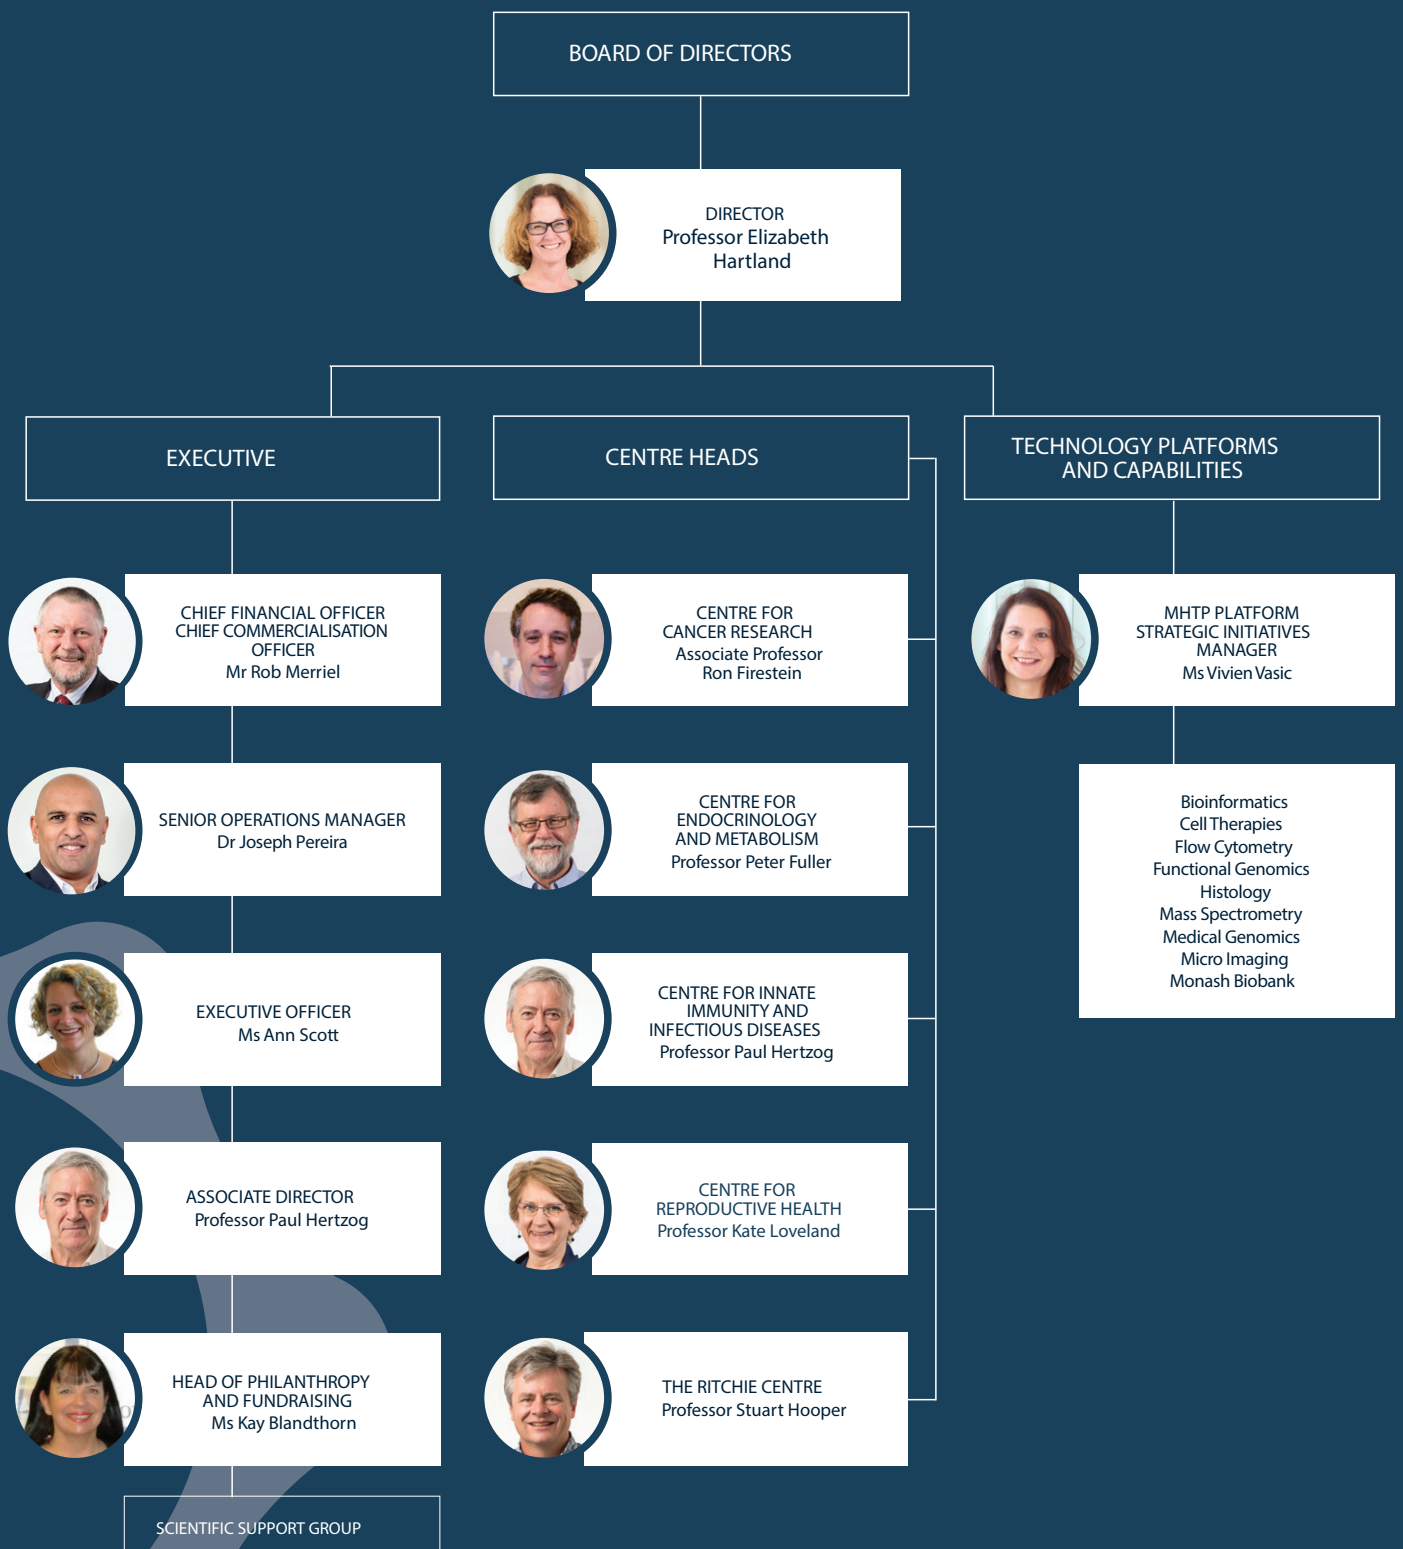 BOARD OF DIRECTORS
DIRECTOR
Professor Elizabeth
Hartland
EXECUTIVE
CHIEF FINANCIAL OFFICER
CHIEF COMMERCIALISATION
OFFICER
Mr Rob Merriel
SENIOR OPERATIONS MANAGER
Dr Joseph Pereira
EXECUTIVE OFFICER
Ms Ann Scott
ASSOCIATE DIRECTOR
Professor Paul Hertzog
HEAD OF PHILANTHROPY
AND FUNDRAISING
Ms Kay Blandthorn
SCIENTIFIC SUPPORT GROUP
CENTRE HEADS
CENTRE FOR
CANCER RESEARCH
Associate Professor
Ron Firestein
CENTRE FOR
ENDOCRINOLOGY
AND METABOLISM
Professor Peter Fuller
CENTRE FOR INNATE
IMMUNITY AND
INFECTIOUS DISEASES
Professor Paul Hertzog
CENTRE FOR
REPRODUCTIVE HEALTH
Professor Kate Loveland
THE RITCHIE CENTRE
Professor Stuart Hooper
TECHNOLOGY PLATFORMS
AND CAPABILITIES
MHTP PLATFORM
STRATEGIC INITIATIVES
MANAGER
Ms Vivien Vasic
Bioinformatics
Cell Therapies
Flow Cytometry
Functional Genomics
Histology
Mass Spectrometry
Medical Genomics
Micro Imaging
Monash Biobank